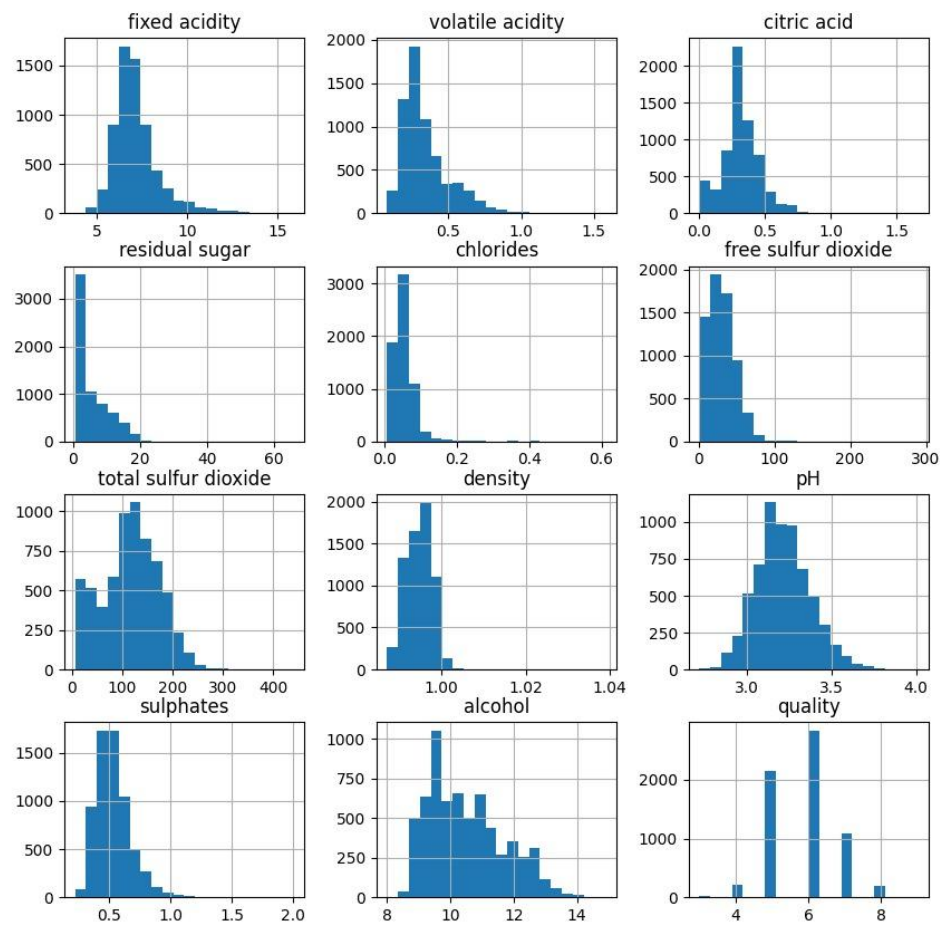 fixed acidity
1500
1000
500
0
5 10 15
volatile acidity
2000
1500
1000
500
0
0.5 1.0 1.5
citric acid
2000
1500
1000
500
0
0.0 0.5 1.0 1.5
residual sugar
3000
2000
1000
0
0 20 40 60
chlorides
3000
2000
1000
0
0.0 0.2 0.4 0.6
free sulfur dioxide
2000
1500
1000
500
0
0 100 200 300
total sulfur dioxide
1000
750
500
250
0
0 100 200 300 400
density
2000
1500
1000
500
0
1.00 1.02 1.04
pH
1000
750
500
250
0
3.0 3.5 4.0
sulphates
1500
1000
500
0
0.5 1.0 1.5 2.0
alcohol
1000
750
500
250
0
8 10 12 14
quality
2000
1000
0
4 6 8